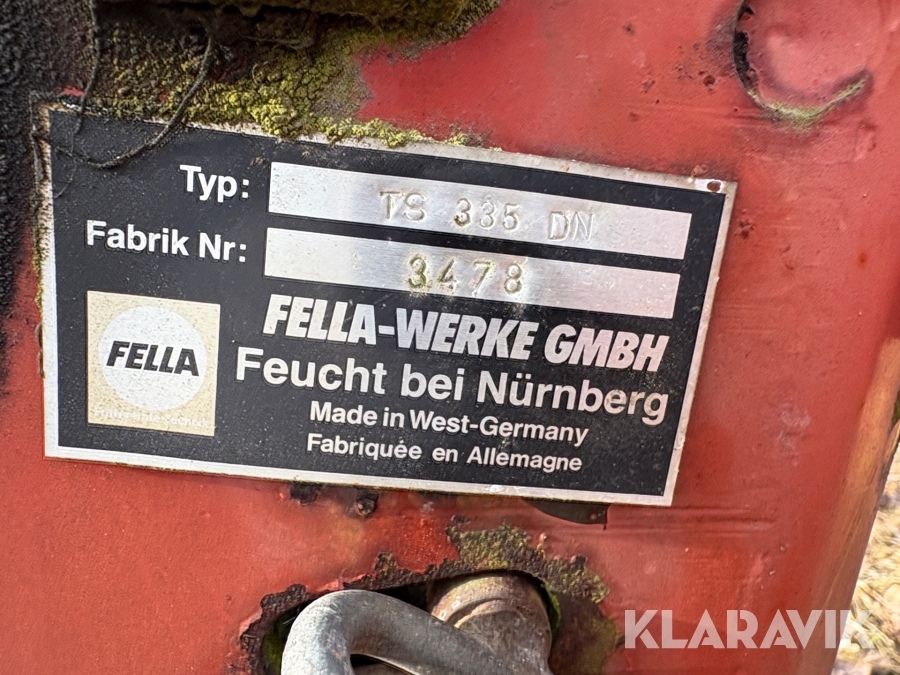 Typ: TS 335 DN
Fabrik Nr: 3478
FELLA-WERKE GMBH
FELLA
Feucht bei Nürnberg
Made in West-Germany
Fabriquée en Allemagne
KLARAVIK